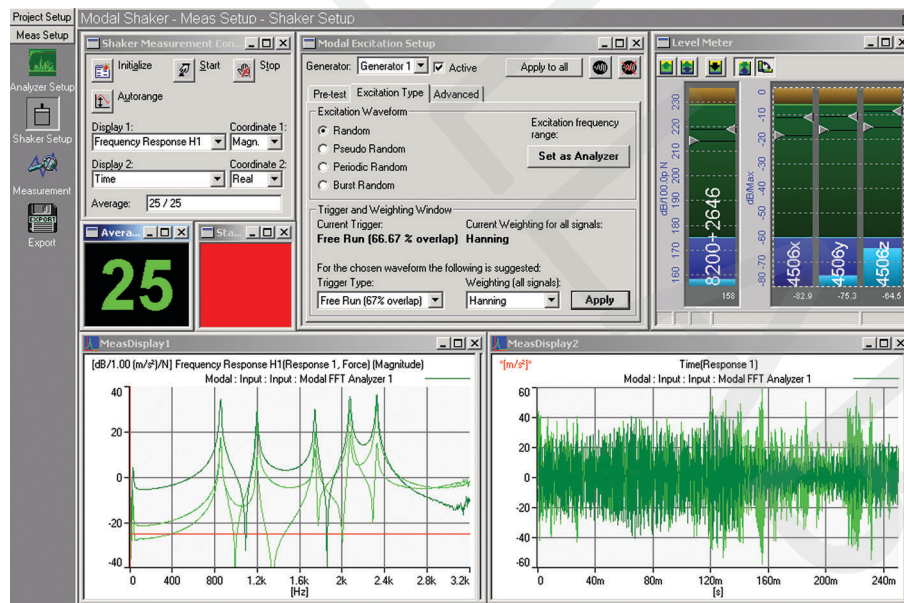 Project Setup
Meas Setup
Analyzer Setup
Shaker Setup
Measurement
EXPORT
Export
Modal Shaker - Meas Setup - Shaker Setup
Shaker Measurement Con...
Initialize
Start
Stop
Autorange
Display 1:
Coordinate 1:
Frequency Response H1
Magn.
Display 2:
Coordinate 2:
Time
Real
Average:
25 / 25
Avera...
Sta...
25
Modal Excitation Setup
Generator:
Generator 1
Active
Apply to all
Pre-test
Excitation Type
Advanced
Excitation Waveform
Random
Pseudo Random
Periodic Random
Burst Random
Excitation frequency
range:
Set as Analyzer
Trigger and Weighting Window
Current Trigger:
Current Weighting for all signals:
Free Run (66.67 % overlap)
Hanning
For the chosen waveform the following is suggested:
Trigger Type:
Weighting (all signals):
Free Run (67% overlap)
Hanning
Apply
Level Meter
dB/100.0p N
230
220
210
200
190
180
170
160
8200+2646
158
dB/Max
0
-10
-20
-30
-40
-50
-60
-70
-80
4506x
4506y
4506z
-82.9
-75.3
-64.5
MeasDisplay1
[dB/1.00 (m/s²)/N] Frequency Response H1(Response 1, Force) (Magnitude)
Modal : Input : Input : Modal FFT Analyzer 1
40
20
0
-20
-40
0
400
800
1.2k
1.6k
2k
2.4k
2.8k
3.2k
[Hz]
MeasDisplay2
*[m/s²]*
Time(Response 1)
Modal : Input : Input : Modal FFT Analyzer 1
60
40
20
0
-20
-40
-60
0
40m
80m
120m
160m
200m
240m
[s]